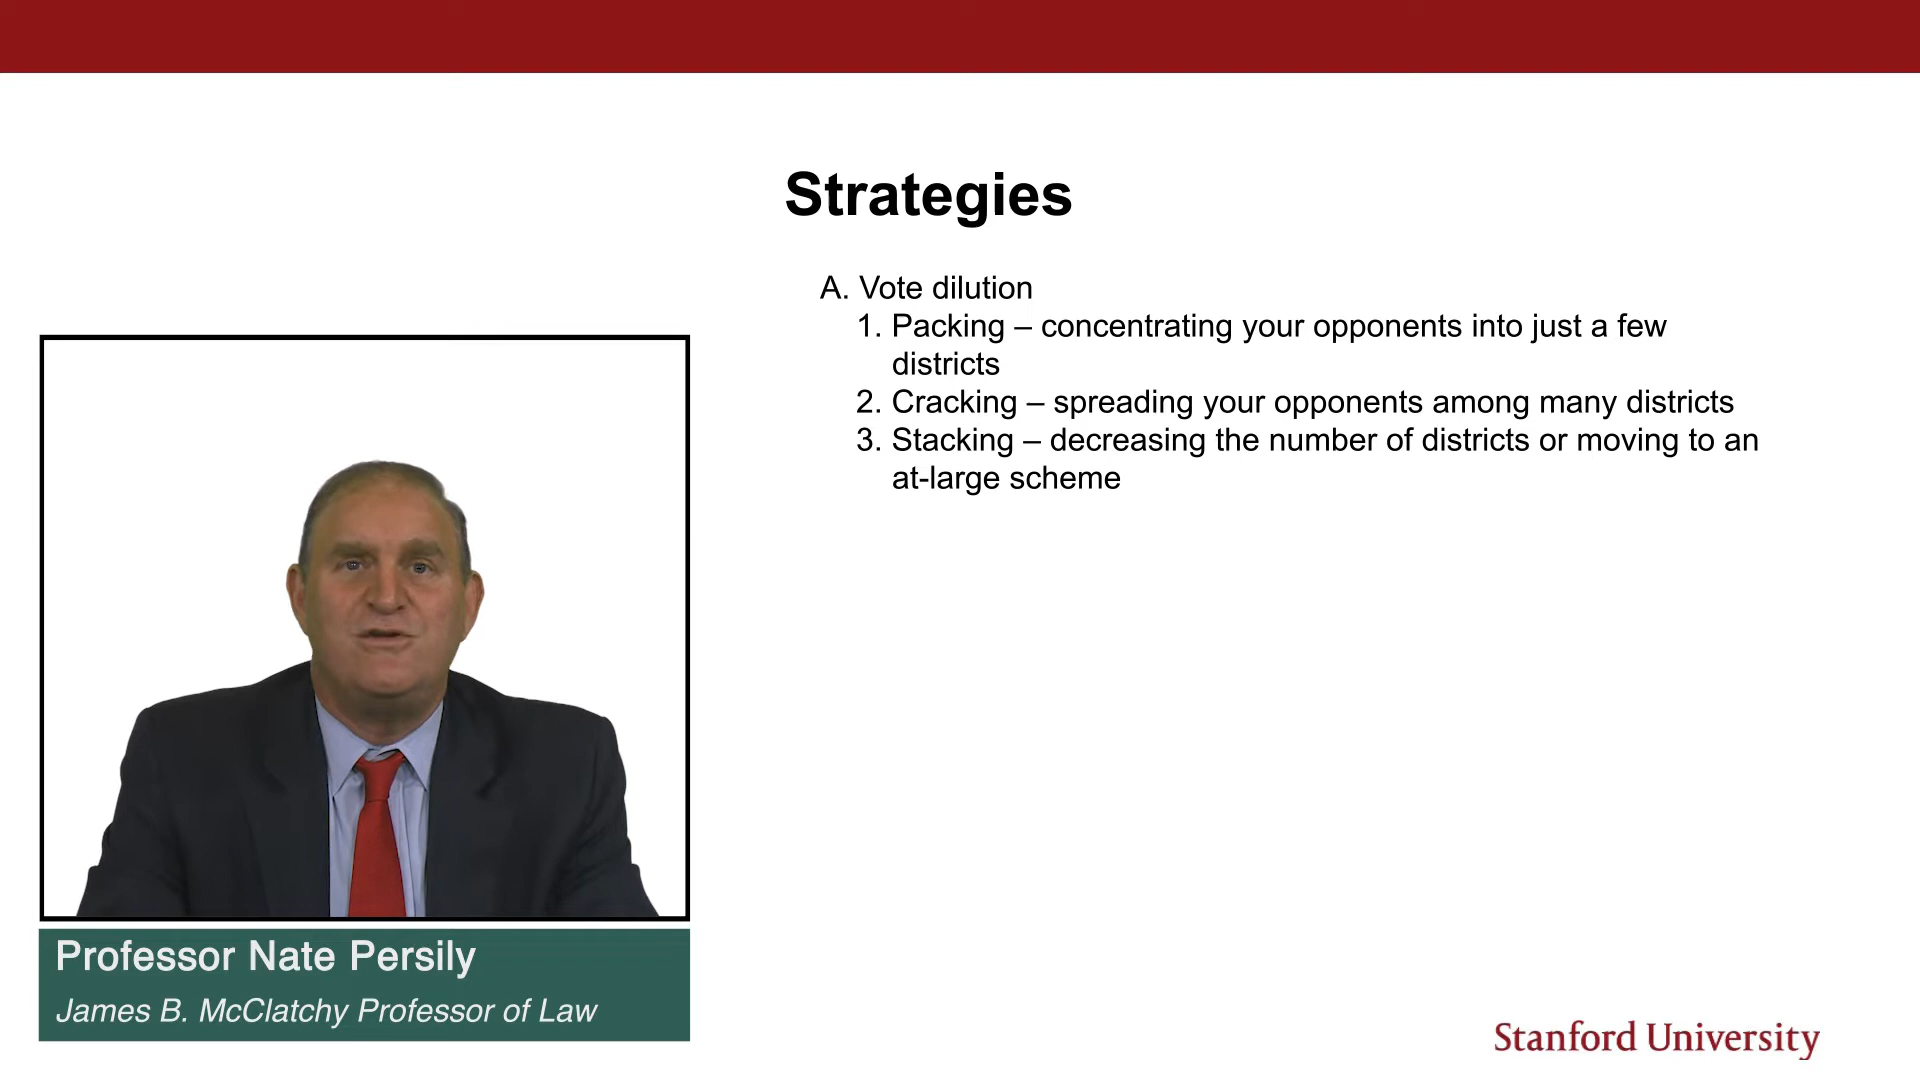 Strategies
A. Vote dilution
1. Packing – concentrating your opponents into just a few
districts
2. Cracking – spreading your opponents among many districts
3. Stacking – decreasing the number of districts or moving to an
at-large scheme
Professor Nate Persily
James B. McClatchy Professor of Law
Stanford University